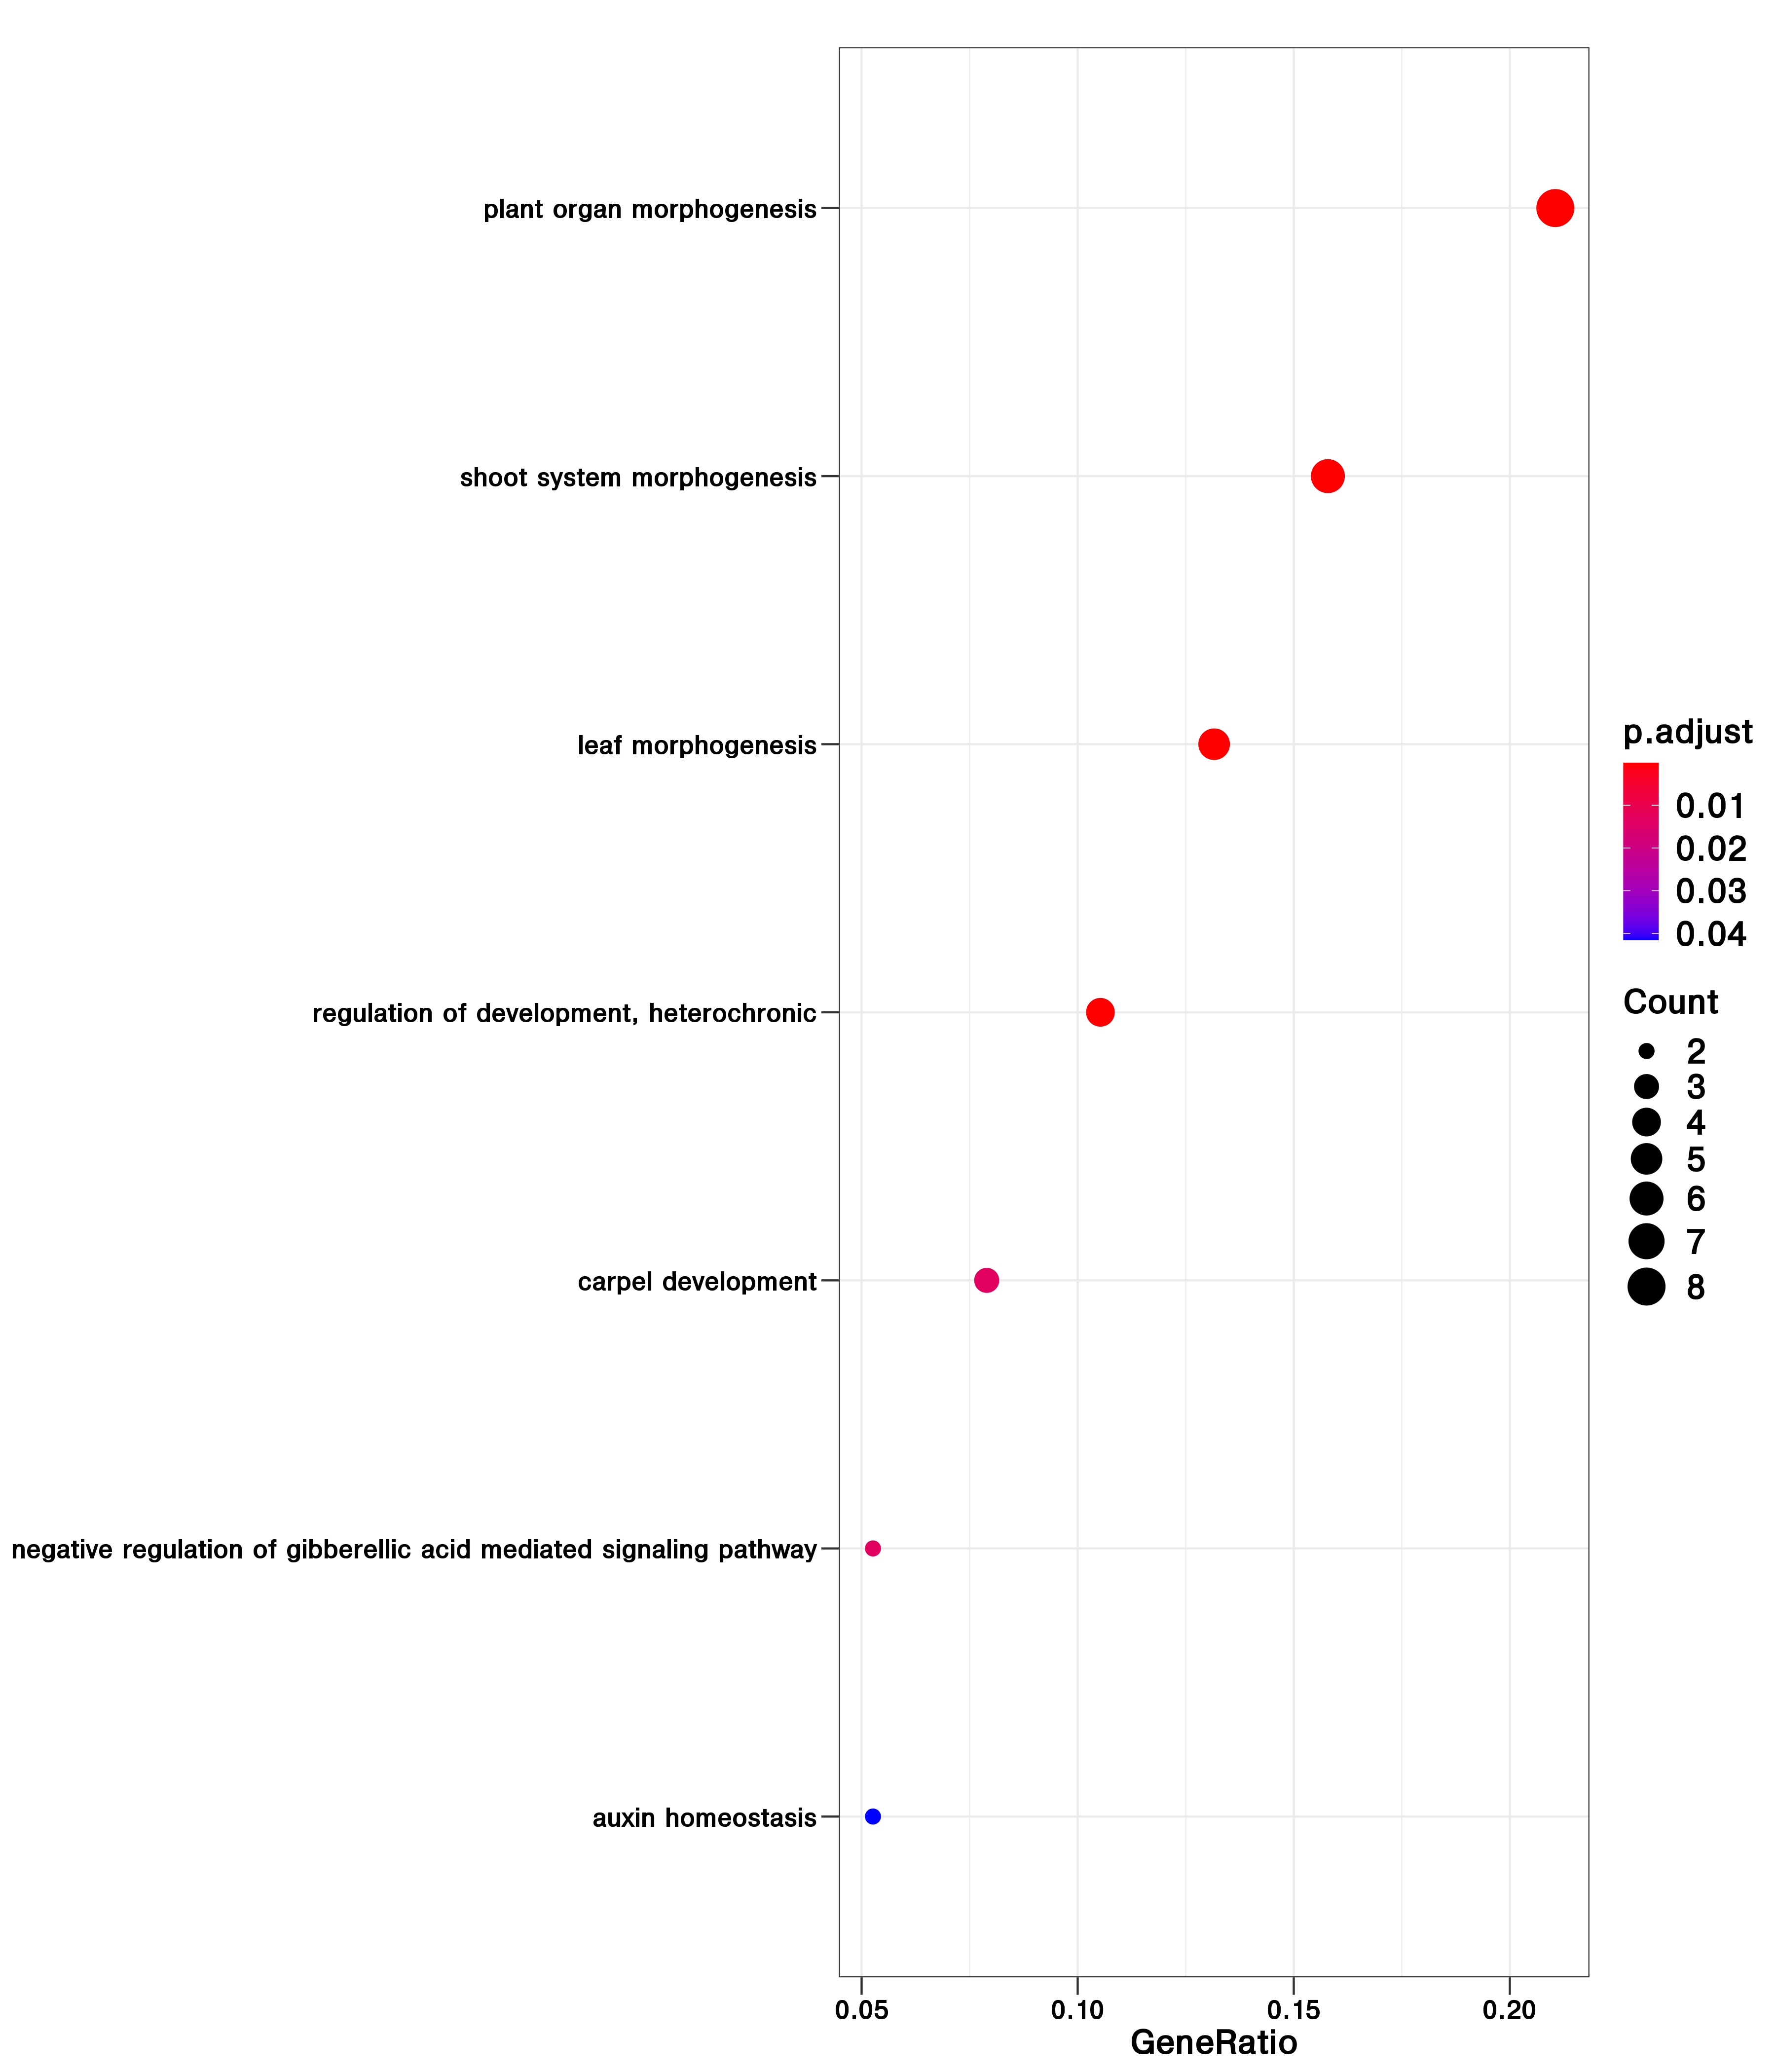 plant organ morphogenesis
shoot system morphogenesis
leaf morphogenesis
regulation of development, heterochronic
carpel development
negative regulation of gibberellic acid mediated signaling pathway
auxin homeostasis
0.05 0.10 0.15 0.20
GeneRatio
p.adjust
0.01
0.02
0.03
0.04
Count
2
3
4
5
6
7
8